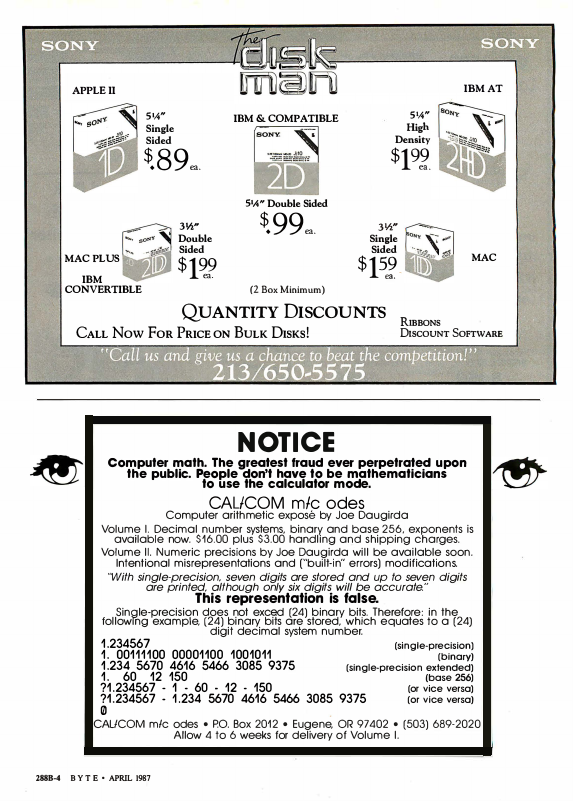 SONY
The disk man
SONY
APPLE II
5¼"
Single
Sided
$.89 ea.
SONY
1D
IBM & COMPATIBLE
SONY
2D
5¼" Double Sided
$.99 ea.
IBM AT
5¼"
High
Density
$1.99 ea.
SONY
2HD
MAC PLUS
IBM
CONVERTIBLE
SONY
2D
3½"
Double
Sided
$1.99 ea.
3½"
Single
Sided
$1.59 ea.
SONY
1D
MAC
(2 Box Minimum)
QUANTITY DISCOUNTS
CALL NOW FOR PRICE ON BULK DISKS!
RIBBONS
DISCOUNT SOFTWARE
"Call us and give us a chance to beat the competition!"
213/650-5575
NOTICE
Computer math. The greatest fraud ever perpetrated upon
the public. People don't have to be mathematicians
to use the calculator mode.
CAL/COM m/c odes
Computer arithmetic exposè by Joe Daugirda
Volume I. Decimal number systems, binary and base 256, exponents is
available now. $16.00 plus $3.00 handling and shipping charges.
Volume II. Numeric precisions by Joe Daugirda will be available soon.
Intentional misrepresentations and ("built-in" errors) modifications.
"With single-precision, seven digits are stored and up to seven digits
are printed, although only six digits will be accurate."
This representation is false.
Single-precision does not exced (24) binary bits. Therefore: in the
following example, (24) binary bits are stored, which equates to a (24)
digit decimal system number.
1.234567 (single-precision)
1. 00111100 00001100 1001011 (binary)
1.234 5670 4616 5466 3085 9375 (single-precision extended)
1. 60 12 150 (base 256)
?1.234567 - 1 - 60 - 12 - 150 (or vice versa)
?1.234567 - 1.234 5670 4616 5466 3085 9375 (or vice versa)
0
CAL/COM m/c odes • P.O. Box 2012 • Eugene, OR 97402 • (503) 689-2020
Allow 4 to 6 weeks for delivery of Volume I.
288B-4 BYTE • APRIL 1987